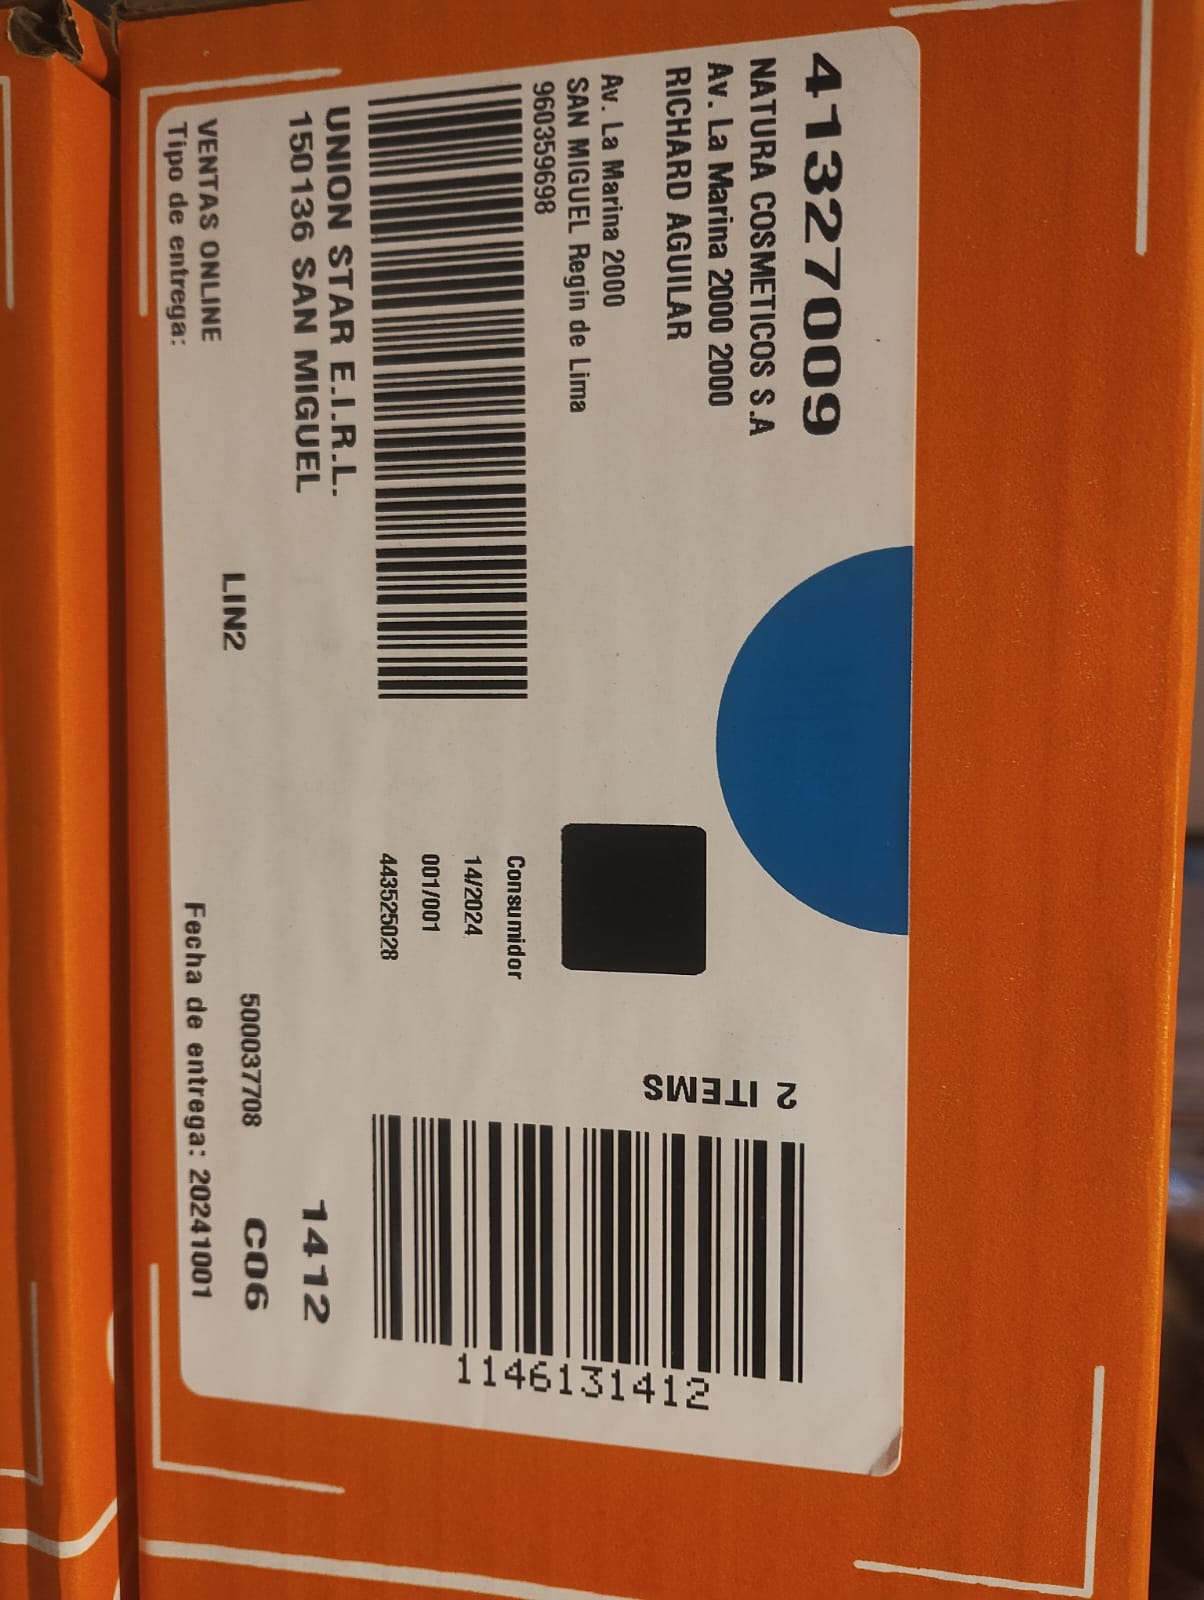 41327009
NATURA COSMETICOS S.A
Av. La Marina 2000 2000
RICHARD AGUILAR
Av. La Marina 2000
SAN MIGUEL Regin de Lima
960359698
2 ITEMS
1146131412
Consumidor
14/2024
001/001
443525028
UNION STAR E.I.R.L.
150136 SAN MIGUEL
1412
LIN2
500037708
C06
VENTAS ONLINE
Tipo de entrega:
Fecha de entrega: 20241001